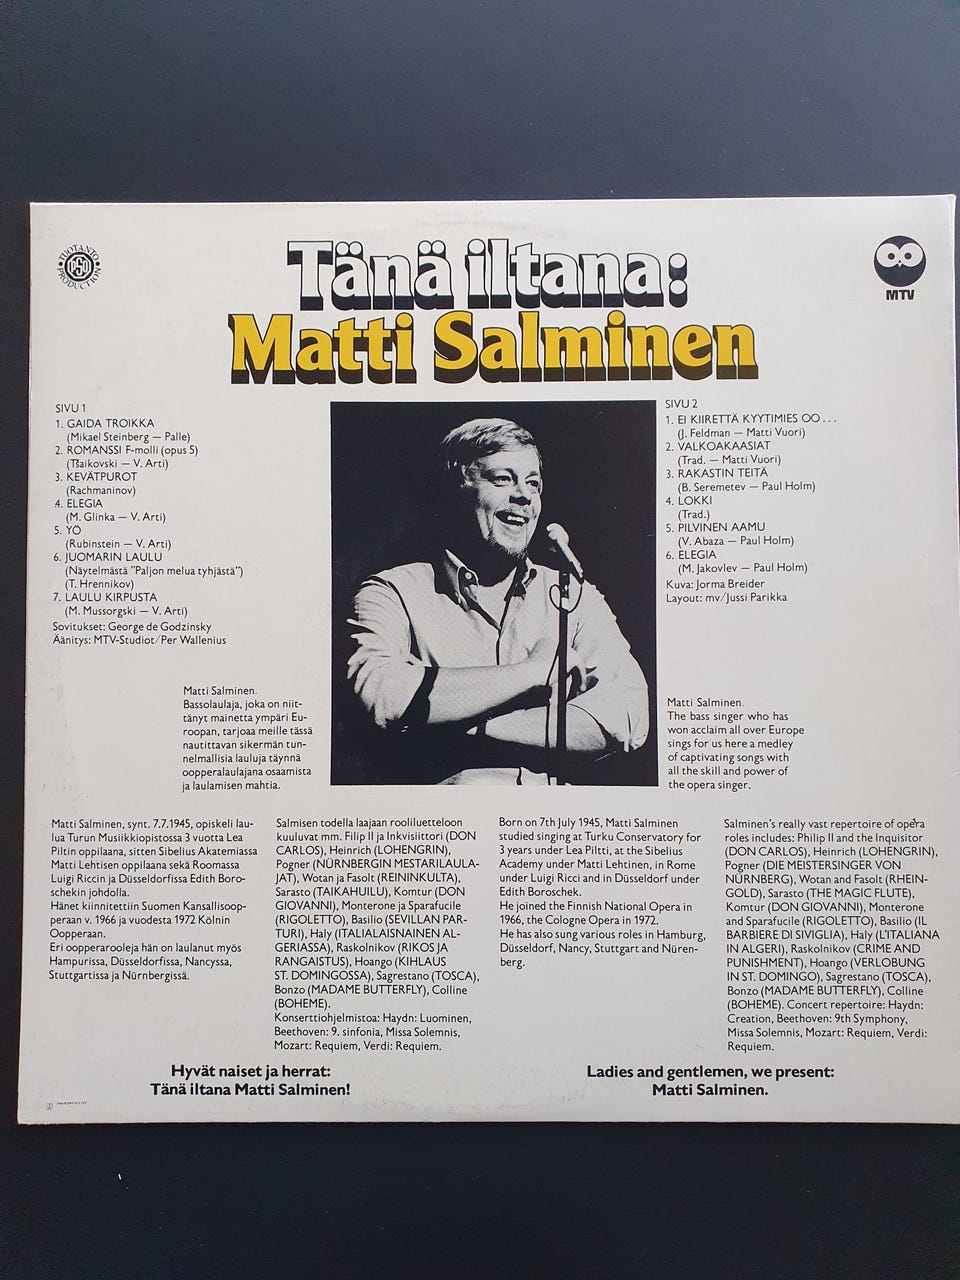 TUOTANTO
PSO
PRODUCTION
MTV
Tänä iltana:
Matti Salminen
SIVU 1
1. GAIDA TROIKKA
(Mikael Steinberg — Palle)
2. ROMANSSI F-molli (opus 5)
(Tšaikovski — V. Arti)
3. KEVÄTPUROT
(Rachmaninov)
4. ELEGIA
(M. Glinka — V. Arti)
5. YÖ
(Rubinstein — V. Arti)
6. JUOMARIN LAULU
(Näytelmästä "Paljon melua tyhjästä")
(T. Hrennikov)
7. LAULU KIRPUSTA
(M. Mussorgski — V. Arti)
Sovitukset: George de Godzinsky
Äänitys: MTV-Studiot/Per Wallenius
SIVU 2
1. EI KIIRETTÄ KYYTIMIES OO...
(J. Feldman — Matti Vuori)
2. VALKOAKAASIAT
(Trad. — Matti Vuori)
3. RAKASTIN TEITÄ
(B. Seremetev — Paul Holm)
4. LOKKI
(Trad.)
5. PILVINEN AAMU
(V. Abaza — Paul Holm)
6. ELEGIA
(M. Jakovlev — Paul Holm)
Kuva: Jorma Breider
Layout: mv/Jussi Parikka
Matti Salminen.
Bassolaulaja, joka on niit-
tänyt mainetta ympäri Eu-
roopan, tarjoaa meille tässä
nautittavan sikermän tun-
nelmallisia lauluja täynnä
oopperalaulajana osaamista
ja laulamisen mahtia.
Matti Salminen.
The bass singer who has
won acclaim all over Europe
sings for us here a medley
of captivating songs with
all the skill and power of
the opera singer.
Matti Salminen, synt. 7.7.1945, opiskeli lau-
lua Turun Musiikkiopistossa 3 vuotta Lea
Piltin oppilaana, sitten Sibelius Akatemiassa
Matti Lehtisen oppilaana sekä Roomassa
Luigi Riccin ja Düsseldorfissa Edith Boro-
schekin johdolla.
Hänet kiinnitettiin Suomen Kansallisoop-
peraan v. 1966 ja vuodesta 1972 Kölnin
Oopperaan.
Eri oopperarooleja hän on laulanut myös
Hampurissa, Düsseldorfissa, Nancyssa,
Stuttgartissa ja Nürnbergissä.
Salmisen todella laajaan rooliluetteloon
kuuluvat mm. Filip II ja Inkvisiittori (DON
CARLOS), Heinrich (LOHENGRIN),
Pogner (NÜRNBERGIN MESTARILAULA-
JAT), Wotan ja Fasolt (REININKULTA),
Sarasto (TAIKAHUILU), Komtur (DON
GIOVANNI), Monterone ja Sparafucile
(RIGOLETTO), Basilio (SEVILLAN PAR-
TURI), Haly (ITALIALAISNAINEN AL-
GERIASSA), Raskolnikov (RIKOS JA
RANGAISTUS), Hoango (KIHLAUS
ST. DOMINGOSSA), Sagrestano (TOSCA),
Bonzo (MADAME BUTTERFLY), Colline
(BOHEME).
Konserttiohjelmistoa: Haydn: Luominen,
Beethoven: 9. sinfonia, Missa Solemnis,
Mozart: Requiem, Verdi: Requiem.
Born on 7th July 1945, Matti Salminen
studied singing at Turku Conservatory for
3 years under Lea Piltti, at the Sibelius
Academy under Matti Lehtinen, in Rome
under Luigi Ricci and in Düsseldorf under
Edith Boroschek.
He joined the Finnish National Opera in
1966, the Cologne Opera in 1972.
He has also sung various roles in Hamburg,
Düsseldorf, Nancy, Stuttgart and Nüren-
berg.
Salminen's really vast repertoire of opera
roles includes: Philip II and the Inquisitor
(DON CARLOS), Heinrich (LOHENGRIN),
Pogner (DIE MEISTERSINGER VON
NÜRNBERG), Wotan and Fasolt (RHEIN-
GOLD), Sarasto (THE MAGIC FLUTE),
Komtur (DON GIOVANNI), Monterone
and Sparafucile (RIGOLETTO), Basilio (IL
BARBIERE DI SIVIGLIA), Haly (L'ITALIANA
IN ALGERI), Raskolnikov (CRIME AND
PUNISHMENT), Hoango (VERLOBUNG
IN ST. DOMINGO), Sagrestano (TOSCA),
Bonzo (MADAME BUTTERFLY), Colline
(BOHEME). Concert repertoire: Haydn:
Creation, Beethoven: 9th Symphony,
Missa Solemnis, Mozart: Requiem, Verdi:
Requiem.
Hyvät naiset ja herrat:
Tänä iltana Matti Salminen!
Ladies and gentlemen, we present:
Matti Salminen.